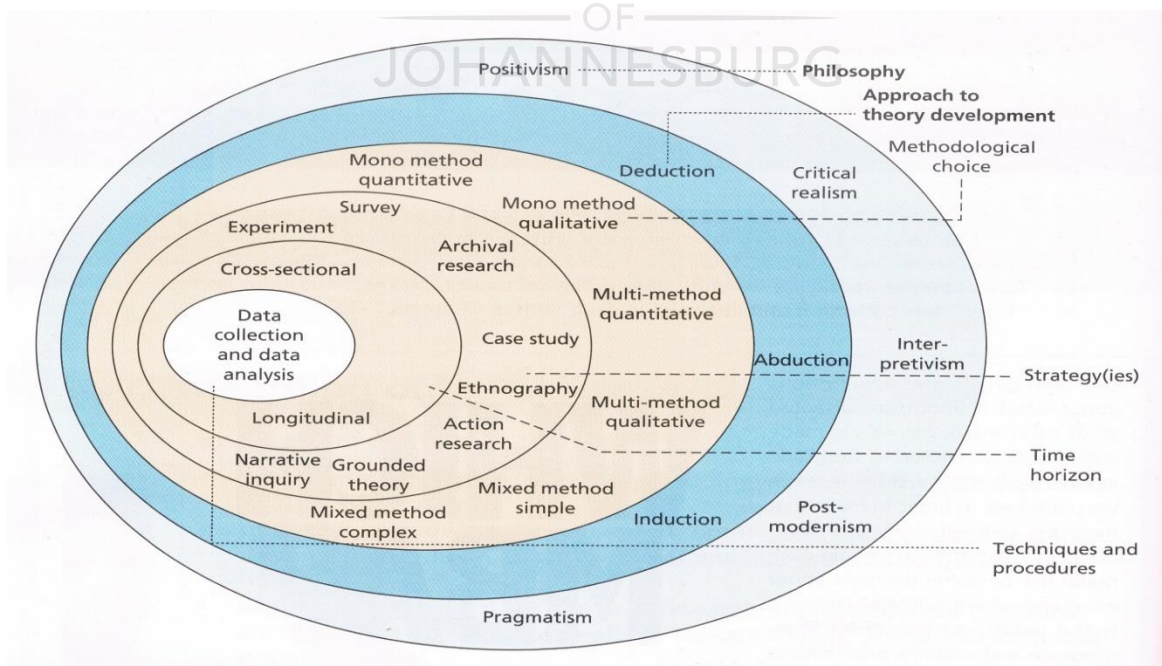 OF
JOHANNESBURG
Positivism
Philosophy
Approach to
theory development
Methodological
choice
Mono method
quantitative
Deduction
Critical
realism
Survey
Mono method
qualitative
Experiment
Archival
research
Cross-sectional
Multi-method
quantitative
Data
collection
and data
analysis
Case study
Inter-
pretivism
Abduction
Strategy(ies)
Ethnography
Multi-method
qualitative
Longitudinal
Action
research
Time
horizon
Narrative
inquiry
Grounded
theory
Mixed method
simple
Post-
modernism
Mixed method
complex
Induction
Techniques and
procedures
Pragmatism